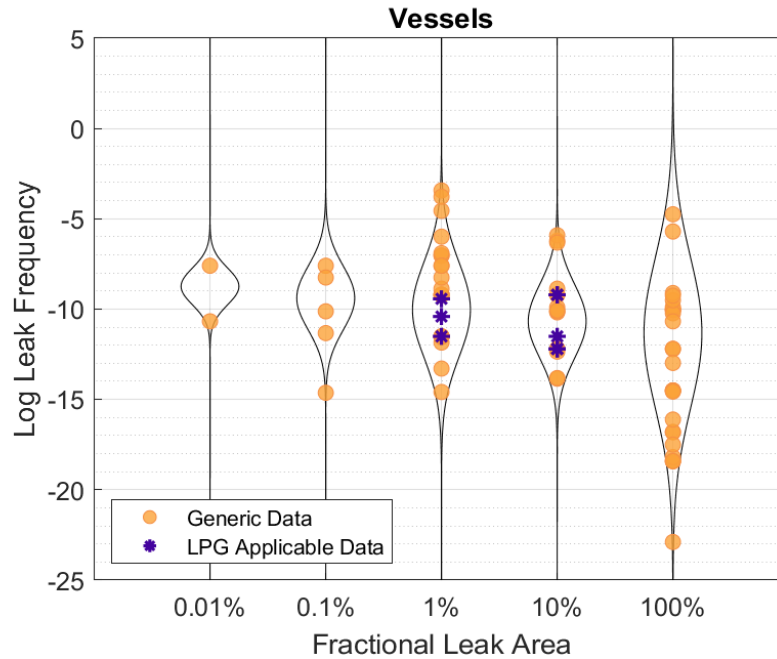 Vessels
5
0
-5
-10
-15
-20
-25
Log Leak Frequency
Generic Data
LPG Applicable Data
0.01% 0.1% 1% 10% 100%
Fractional Leak Area